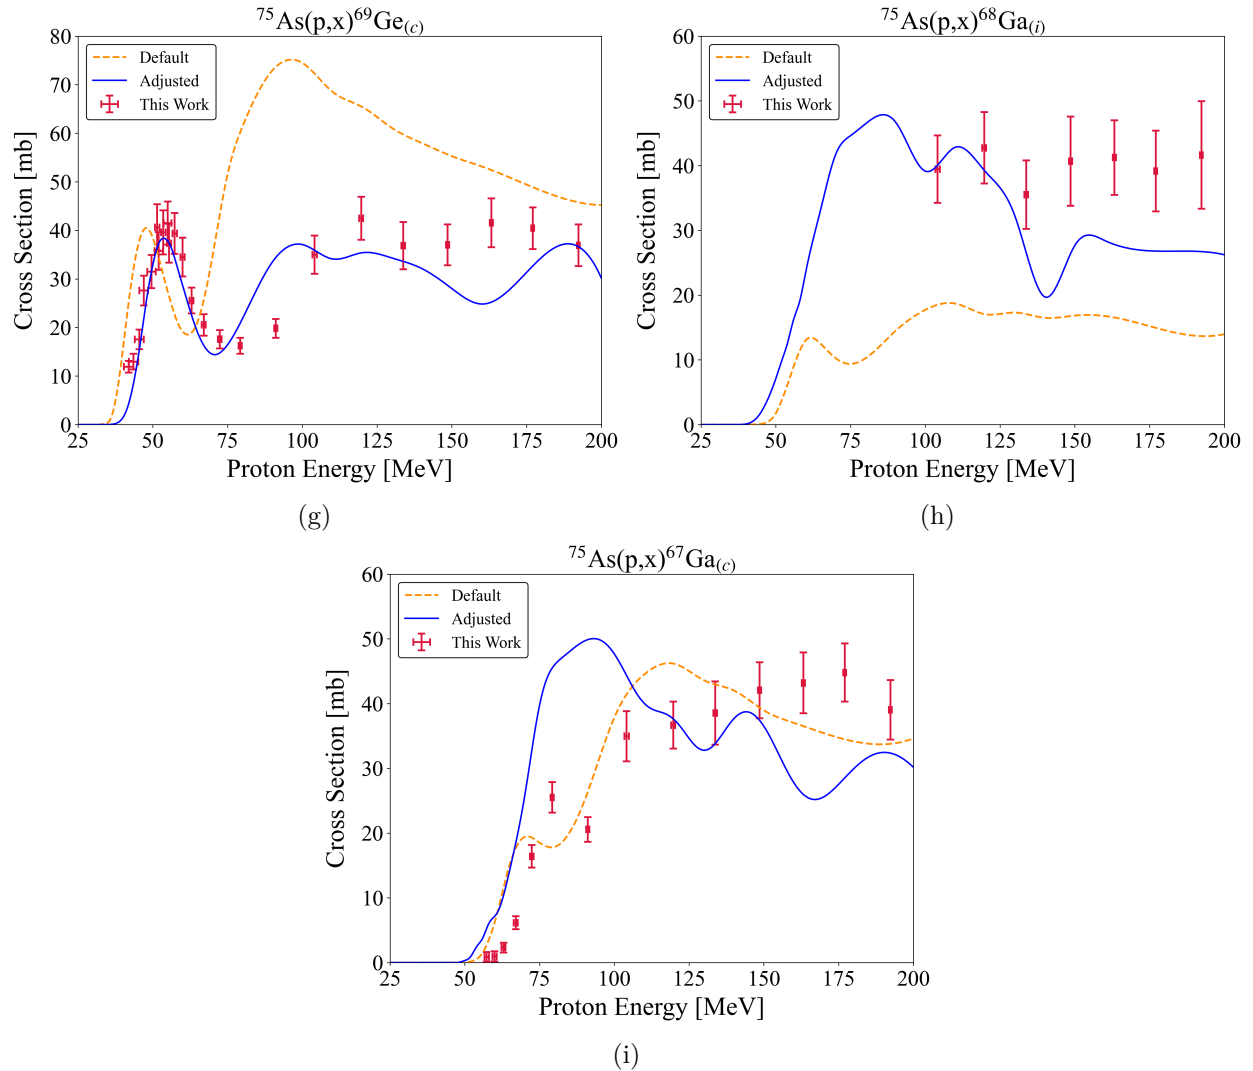 ⁷⁵As(p,x)⁶⁹Ge(c)
80
70
60
50
40
30
20
10
0
Cross Section [mb]
Default
Adjusted
This Work
25 50 75 100 125 150 175 200
Proton Energy [MeV]
(g)
⁷⁵As(p,x)⁶⁸Ga(i)
60
50
40
30
20
10
0
Cross Section [mb]
Default
Adjusted
This Work
25 50 75 100 125 150 175 200
Proton Energy [MeV]
(h)
⁷⁵As(p,x)⁶⁷Ga(c)
60
50
40
30
20
10
0
Cross Section [mb]
Default
Adjusted
This Work
25 50 75 100 125 150 175 200
Proton Energy [MeV]
(i)